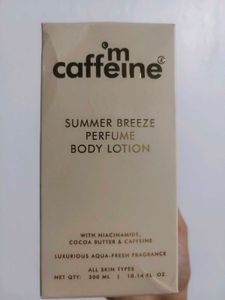 I'm
caffeine
SUMMER BREEZE
PERFUME
BODY LOTION
WITH NIACINAMIDE,
COCOA BUTTER & CAFFEINE
LUXURIOUS AQUA-FRESH FRAGRANCE
ALL SKIN TYPES
NET QTY: 300 ML | 10.14 FL OZ